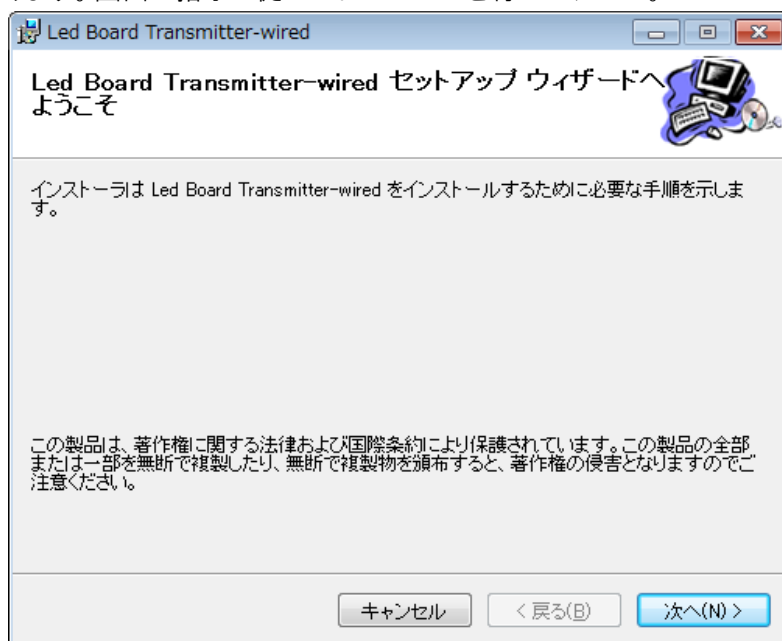 Led Board Transmitter-wired
Led Board Transmitter-wired セットアップ ウィザードへ
ようこそ
インストーラは Led Board Transmitter-wired をインストールするために必要な手順を示しま
す。
この製品は、著作権に関する法律および国際条約により保護されています。この製品の全部
または一部を無断で複製したり、無断で複製物を頒布すると、著作権の侵害となりますのでご
注意ください。
キャンセル
< 戻る(B)
次へ(N) >